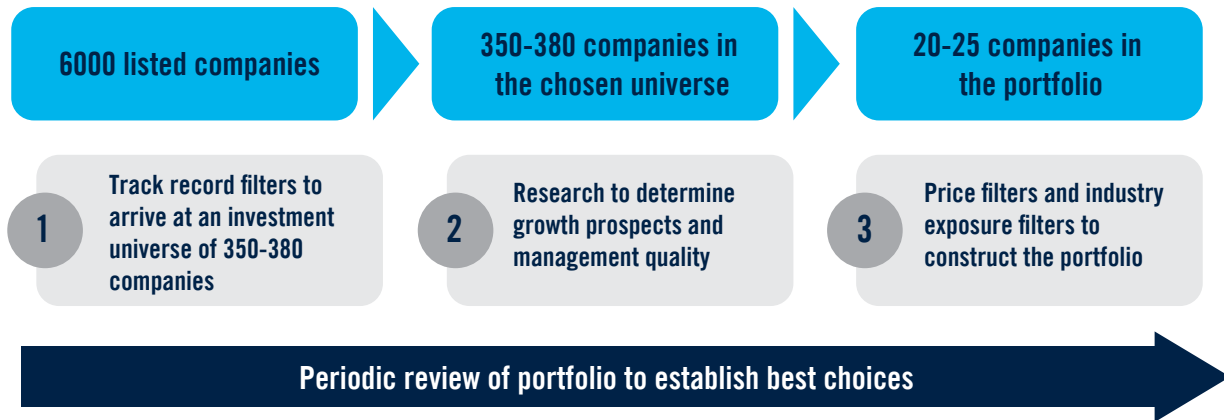 6000 listed companies
350-380 companies in
the chosen universe
20-25 companies in
the portfolio
1
Track record filters to
arrive at an investment
universe of 350-380
companies
2
Research to determine
growth prospects and
management quality
3
Price filters and industry
exposure filters to
construct the portfolio
Periodic review of portfolio to establish best choices